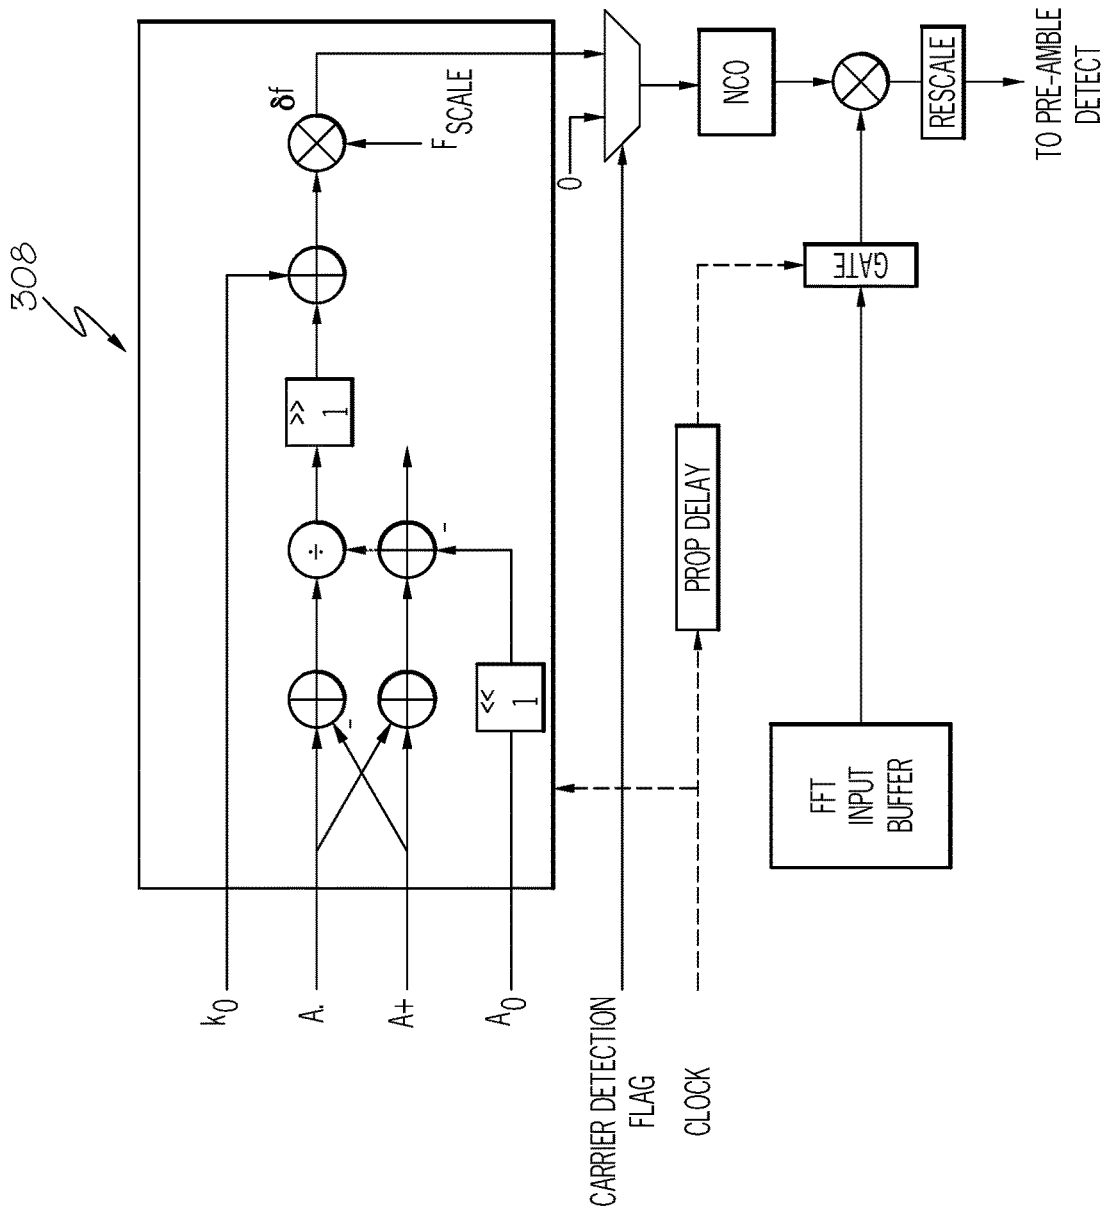 308
k0
A-
A+
A0
CARRIER DETECTION
FLAG
CLOCK
-
÷
-
<<
1
>>
1
δf
FSCALE
0
NCO
PROP DELAY
GATE
FFT
INPUT
BUFFER
RESCALE
TO PRE-AMBLE
DETECT